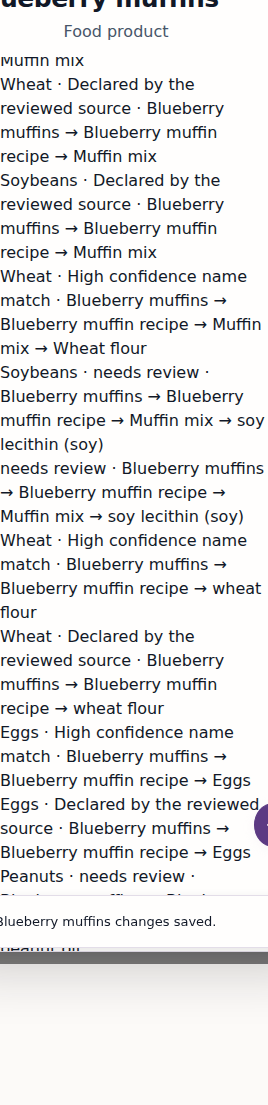 ueberry muffins
Food product
Muffin mix
Wheat · Declared by the
reviewed source · Blueberry
muffins → Blueberry muffin
recipe → Muffin mix
Soybeans · Declared by the
reviewed source · Blueberry
muffins → Blueberry muffin
recipe → Muffin mix
Wheat · High confidence name
match · Blueberry muffins →
Blueberry muffin recipe → Muffin
mix → Wheat flour
Soybeans · needs review ·
Blueberry muffins → Blueberry
muffin recipe → Muffin mix → soy
lecithin (soy)
needs review · Blueberry muffins
→ Blueberry muffin recipe →
Muffin mix → soy lecithin (soy)
Wheat · High confidence name
match · Blueberry muffins →
Blueberry muffin recipe → wheat
flour
Wheat · Declared by the
reviewed source · Blueberry
muffins → Blueberry muffin
recipe → wheat flour
Eggs · High confidence name
match · Blueberry muffins →
Blueberry muffin recipe → Eggs
Eggs · Declared by the reviewed
source · Blueberry muffins →
Blueberry muffin recipe → Eggs
Peanuts · needs review ·
Blueberry muffins changes saved.
peanut oil